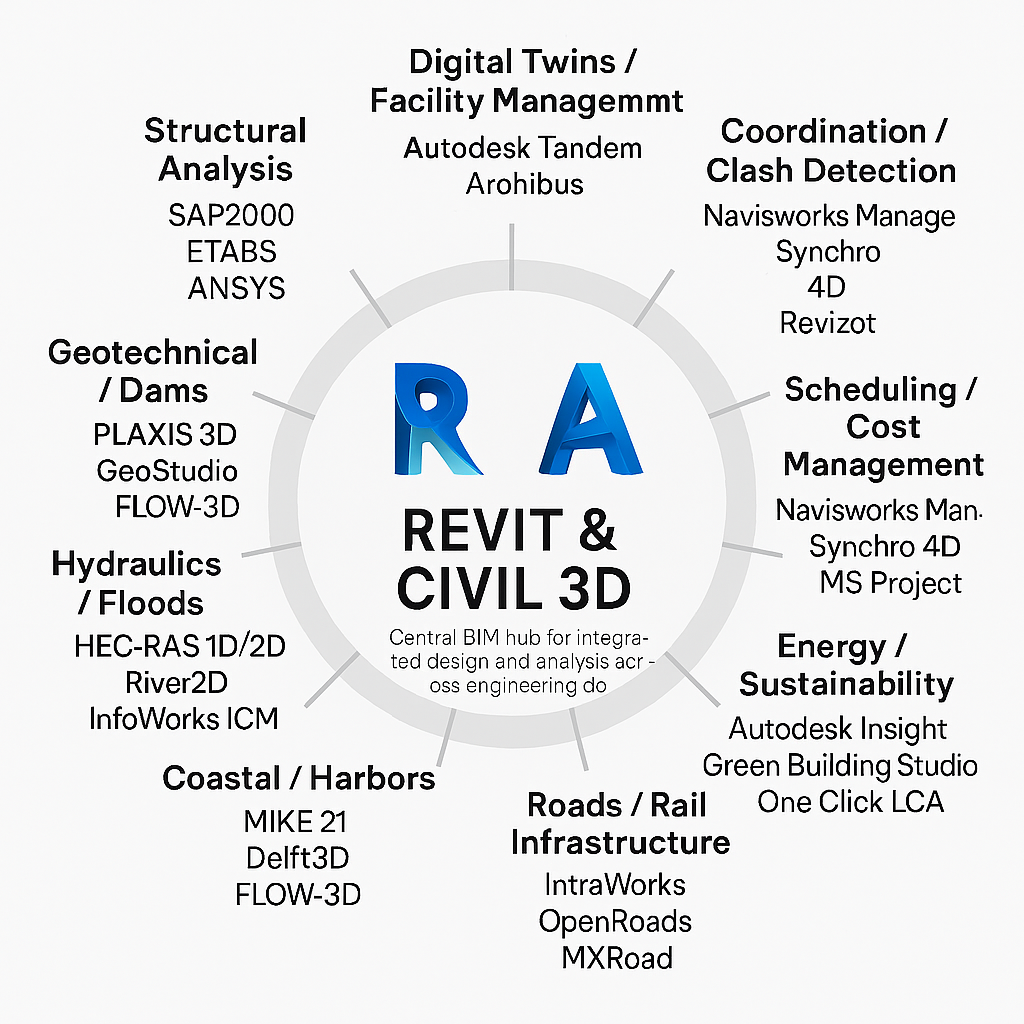 Digital Twins /
Facility Managemmt
Autodesk Tandem
Arohibus
Structural
Analysis
SAP2000
ETABS
ANSYS
Coordination /
Clash Detection
Navisworks Manage
Synchro
4D
Revizot
Geotechnical
/ Dams
PLAXIS 3D
GeoStudio
FLOW-3D
Scheduling /
Cost
Management
Navisworks Man.
Synchro 4D
MS Project
R A
REVIT &
CIVIL 3D
Central BIM hub for integra-
ted design and analysis acr -
oss engineering do
Hydraulics
/ Floods
HEC-RAS 1D/2D
River2D
InfoWorks ICM
Energy /
Sustainability
Autodesk Insight
Green Building Studio
One Click LCA
Coastal / Harbors
MIKE 21
Delft3D
FLOW-3D
Roads / Rail
Infrastructure
IntraWorks
OpenRoads
MXRoad